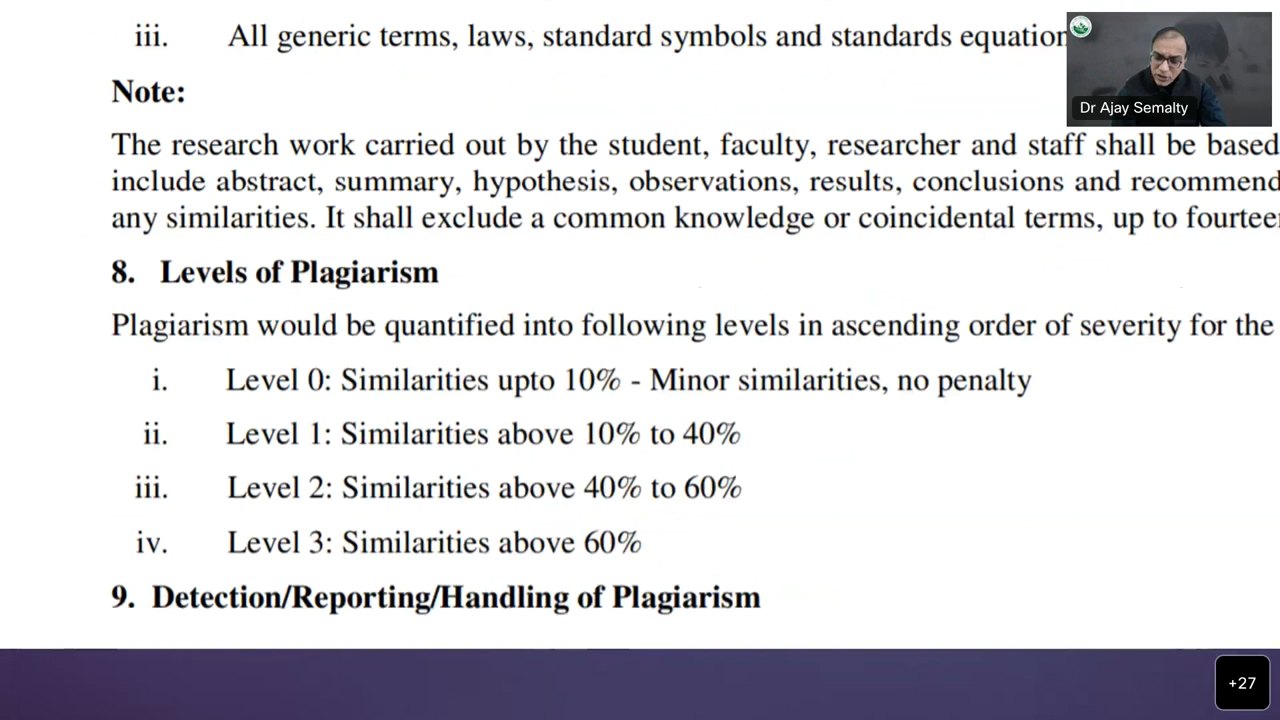 iii. All generic terms, laws, standard symbols and standards equation
Dr Ajay Semalty
Note:
The research work carried out by the student, faculty, researcher and staff shall be based
include abstract, summary, hypothesis, observations, results, conclusions and recommend
any similarities. It shall exclude a common knowledge or coincidental terms, up to fourteen
8. Levels of Plagiarism
Plagiarism would be quantified into following levels in ascending order of severity for the
i. Level 0: Similarities upto 10% - Minor similarities, no penalty
ii. Level 1: Similarities above 10% to 40%
iii. Level 2: Similarities above 40% to 60%
iv. Level 3: Similarities above 60%
9. Detection/Reporting/Handling of Plagiarism
+27